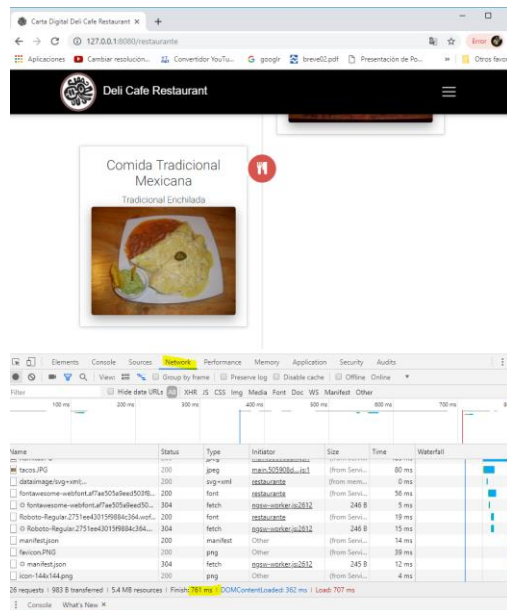 Carta Digital Deli Cafe Restaurant
127.0.0.1:8080/restaurante
Error
Aplicaciones Cambiar resolución... Convertidor YouTu... googlr breve02.pdf Presentación de Po... » Otros favor
Deli Cafe Restaurant
Comida Tradicional
Mexicana
Tradicional Enchilada
Elements Console Sources Network Performance Memory Application Security Audits
View: Group by frame Preserve log Disable cache Offline Online
Filter Hide data URLs All XHR JS CSS Img Media Font Doc WS Manifest Other
100 ms 200 ms 300 ms 400 ms 500 ms 600 ms 700 ms
Name Status Type Initiator Size Time Waterfall
tacos.JPG 200 jpeg main.505908d...js:1 (from Servi... 80 ms
data:image/svg+xml;... 200 svg+xml restaurante (from mem... 0 ms
fontawesome-webfont.af7ae505a9eed503f8... 200 font restaurante (from Servi... 56 ms
fontawesome-webfont.af7ae505a9eed50... 304 fetch ngsw-worker.js:2612 246 B 5 ms
Roboto-Regular.2751ee43015f9884c364.wof... 200 font restaurante (from Servi... 19 ms
Roboto-Regular.2751ee43015f9884c364... 304 fetch ngsw-worker.js:2612 246 B 15 ms
manifest.json 200 manifest Other (from Servi... 14 ms
favicon.PNG 200 png Other (from Servi... 39 ms
manifest.json 304 fetch ngsw-worker.js:2612 245 B 12 ms
icon-144x144.png 200 png Other (from Servi... 4 ms
26 requests | 983 B transferred | 5.4 MB resources | Finish: 761 ms | DOMContentLoaded: 362 ms | Load: 707 ms
Console What's New